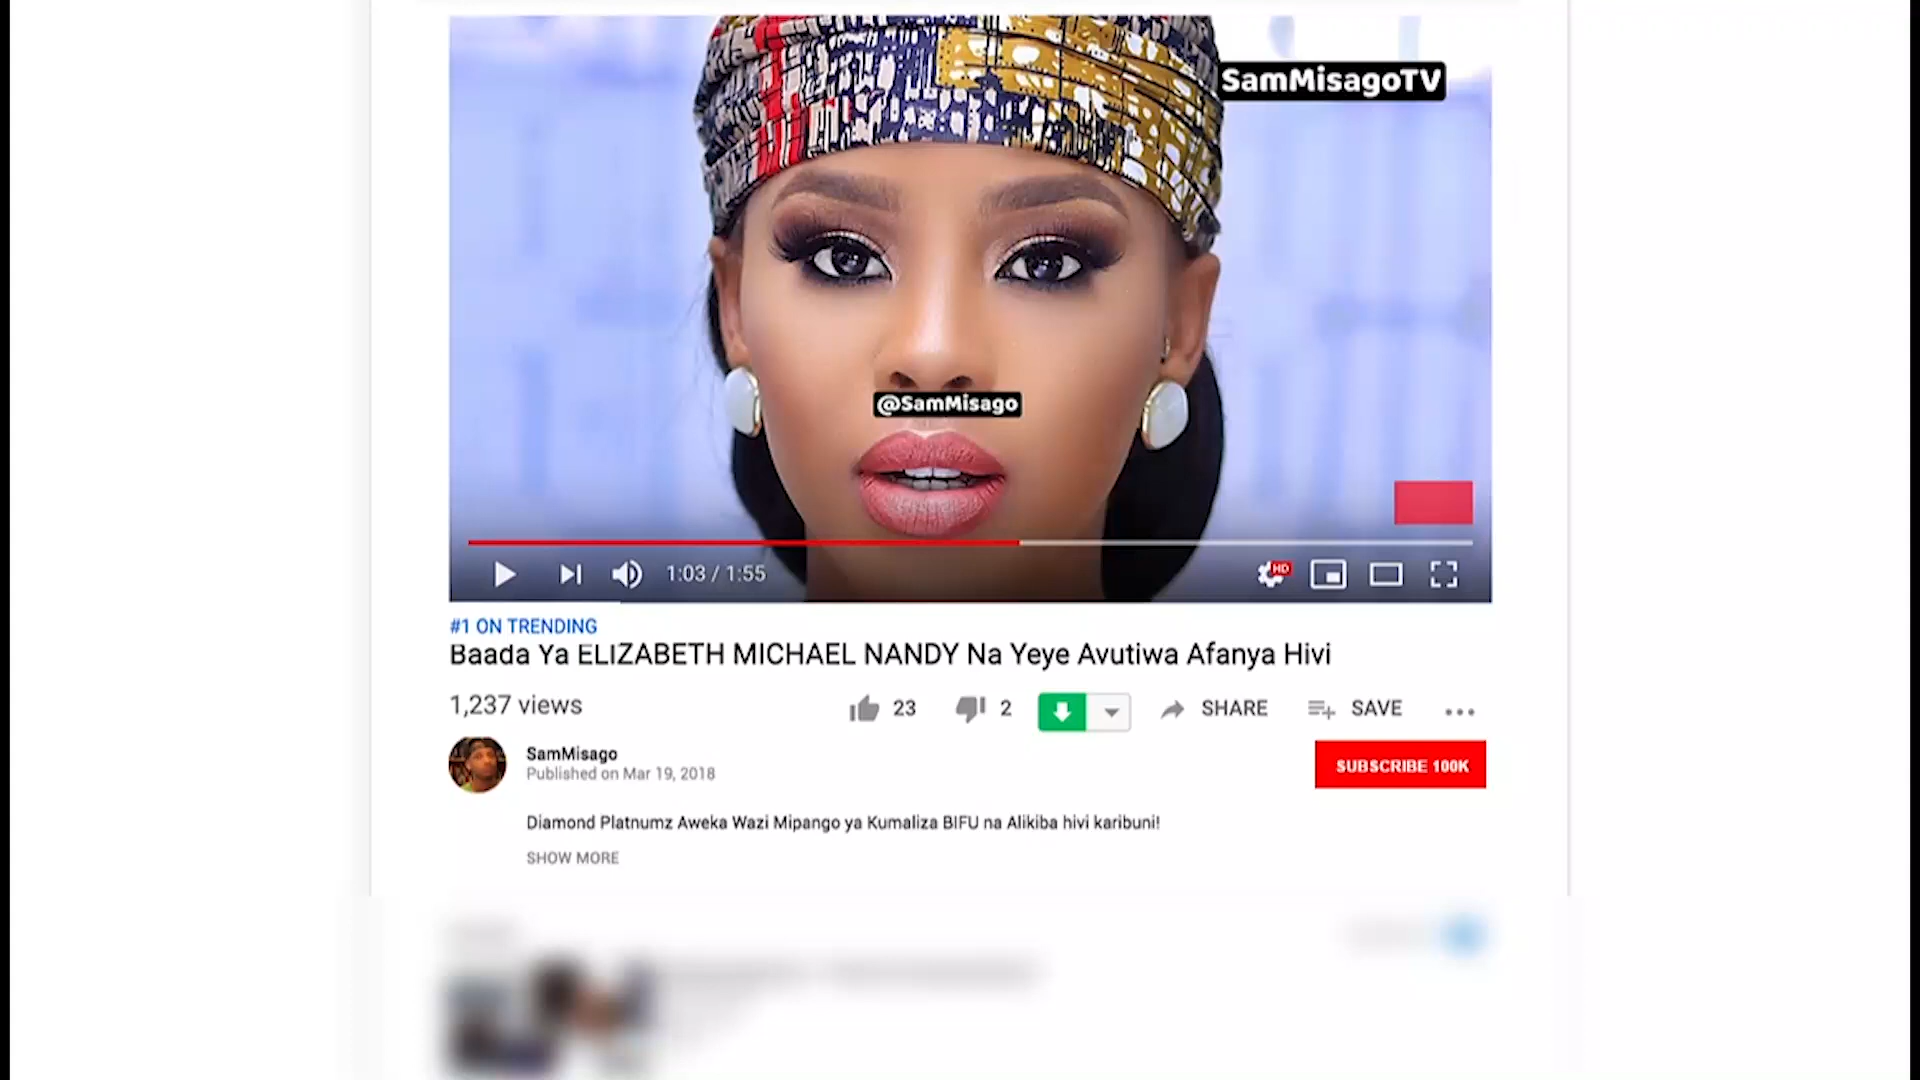 SamMisagoTV
@SamMisago
1:03 / 1:55
HD
#1 ON TRENDING
Baada Ya ELIZABETH MICHAEL NANDY Na Yeye Avutiwa Afanya Hivi
1,237 views
23
2
SHARE
SAVE
SamMisago
Published on Mar 19, 2018
SUBSCRIBE 100K
Diamond Platnumz Aweka Wazi Mipango ya Kumaliza BIFU na Alikiba hivi karibuni!
SHOW MORE